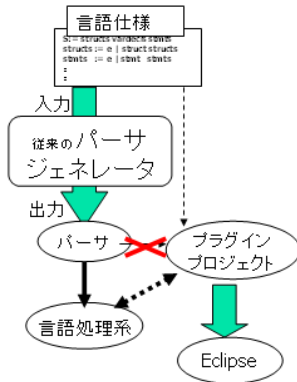 言語仕様
S:= structs vardecs stmts
structs := e | struct structs
stmts := e | stmt stmts
:
:
入力
従来のパーサ
ジェネレータ
出力
パーサ
プラグイン
プロジェクト
言語処理系
Eclipse